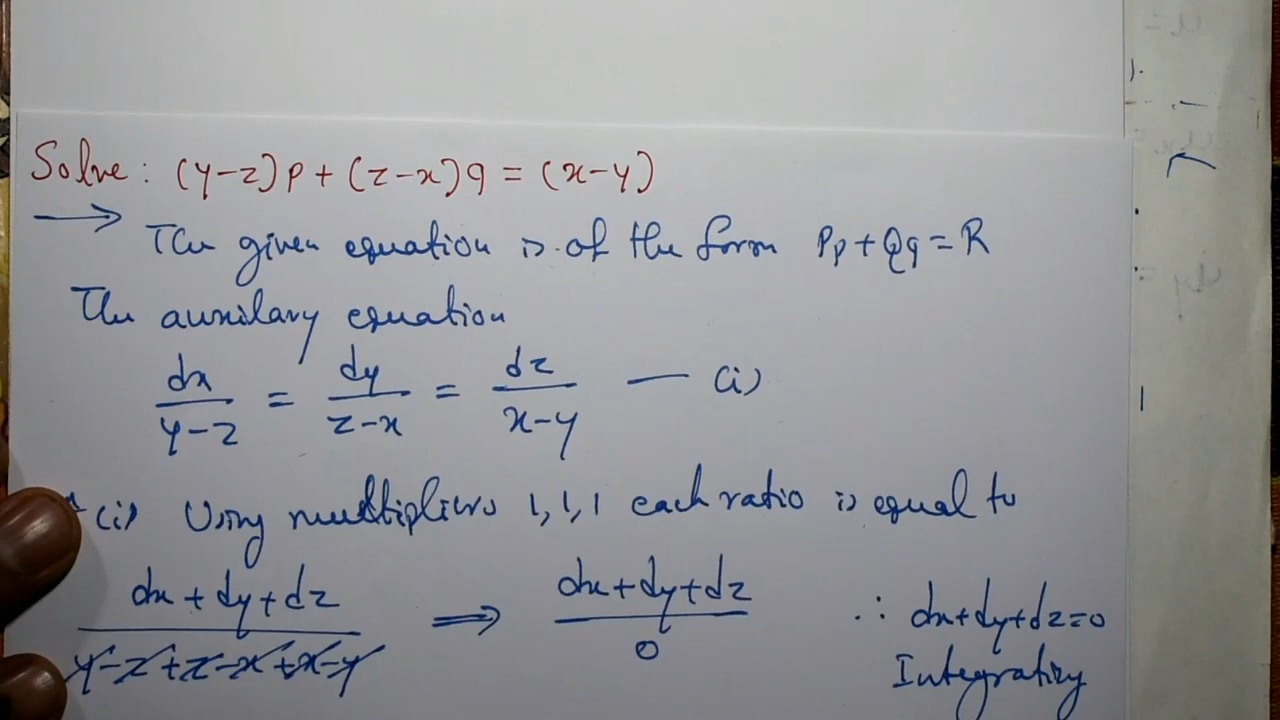 Solve: (y-z)p + (z-x)q = (x-y)
→ The given equation is of the form Pp + Qq = R
The auxilary equation
dx/(y-z) = dy/(z-x) = dz/(x-y) — (i)
(i) Using multipliers 1, 1, 1 each ratio is equal to
(dx + dy + dz)/(y-z+z-x+x-y) ⇒ (dx + dy + dz)/0 ∴ dx+dy+dz=0
Integrating